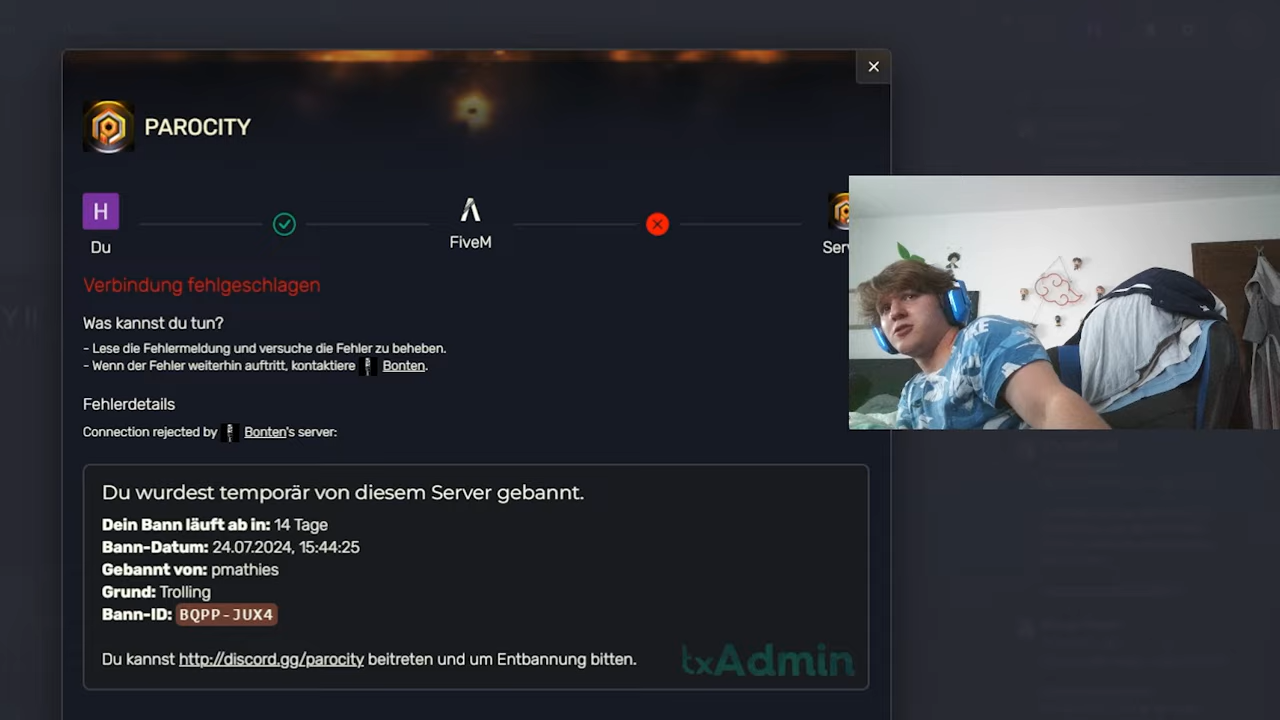 PAROCITY
H
Du
FiveM
Serv
Verbindung fehlgeschlagen
Was kannst du tun?
- Lese die Fehlermeldung und versuche die Fehler zu beheben.
- Wenn der Fehler weiterhin auftritt, kontaktiere Bonten.
Fehlerdetails
Connection rejected by Bonten's server:
Du wurdest temporär von diesem Server gebannt.
Dein Bann läuft ab in: 14 Tage
Bann-Datum: 24.07.2024, 15:44:25
Gebannt von: pmathies
Grund: Trolling
Bann-ID: BQPP-JUX4
Du kannst http://discord.gg/parocity beitreten und um Entbannung bitten.
txAdmin